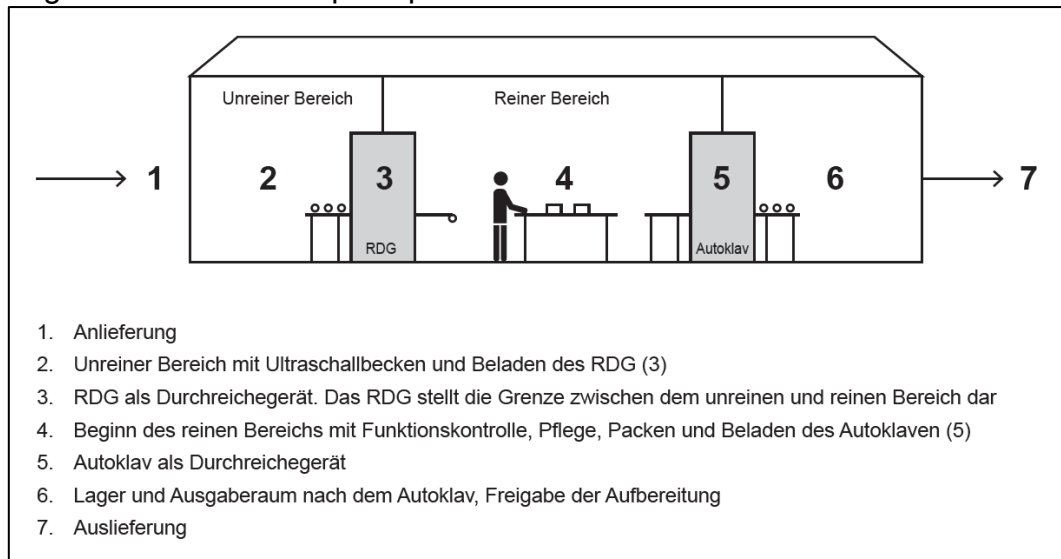 Unreiner Bereich
Reiner Bereich
1
2
3
4
5
6
7
RDG
Autoklav
1. Anlieferung
2. Unreiner Bereich mit Ultraschallbecken und Beladen des RDG (3)
3. RDG als Durchreichegerät. Das RDG stellt die Grenze zwischen dem unreinen und reinen Bereich dar
4. Beginn des reinen Bereichs mit Funktionskontrolle, Pflege, Packen und Beladen des Autoklaven (5)
5. Autoklav als Durchreichegerät
6. Lager und Ausgaberaum nach dem Autoklav, Freigabe der Aufbereitung
7. Auslieferung